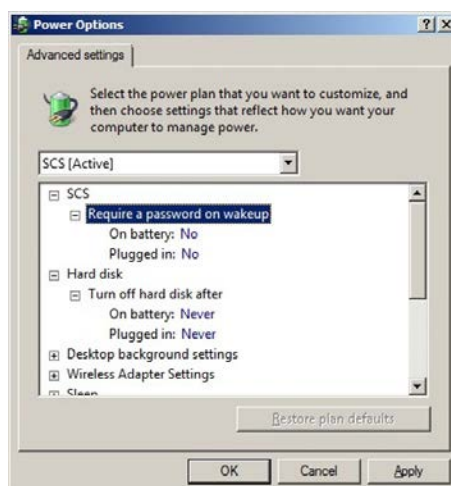 Power Options
Advanced settings
Select the power plan that you want to customize, and
then choose settings that reflect how you want your
computer to manage power.
SCS [Active]
SCS
Require a password on wakeup
On battery: No
Plugged in: No
Hard disk
Turn off hard disk after
On battery: Never
Plugged in: Never
Desktop background settings
Wireless Adapter Settings
Sleep
Restore plan defaults
OK Cancel Apply